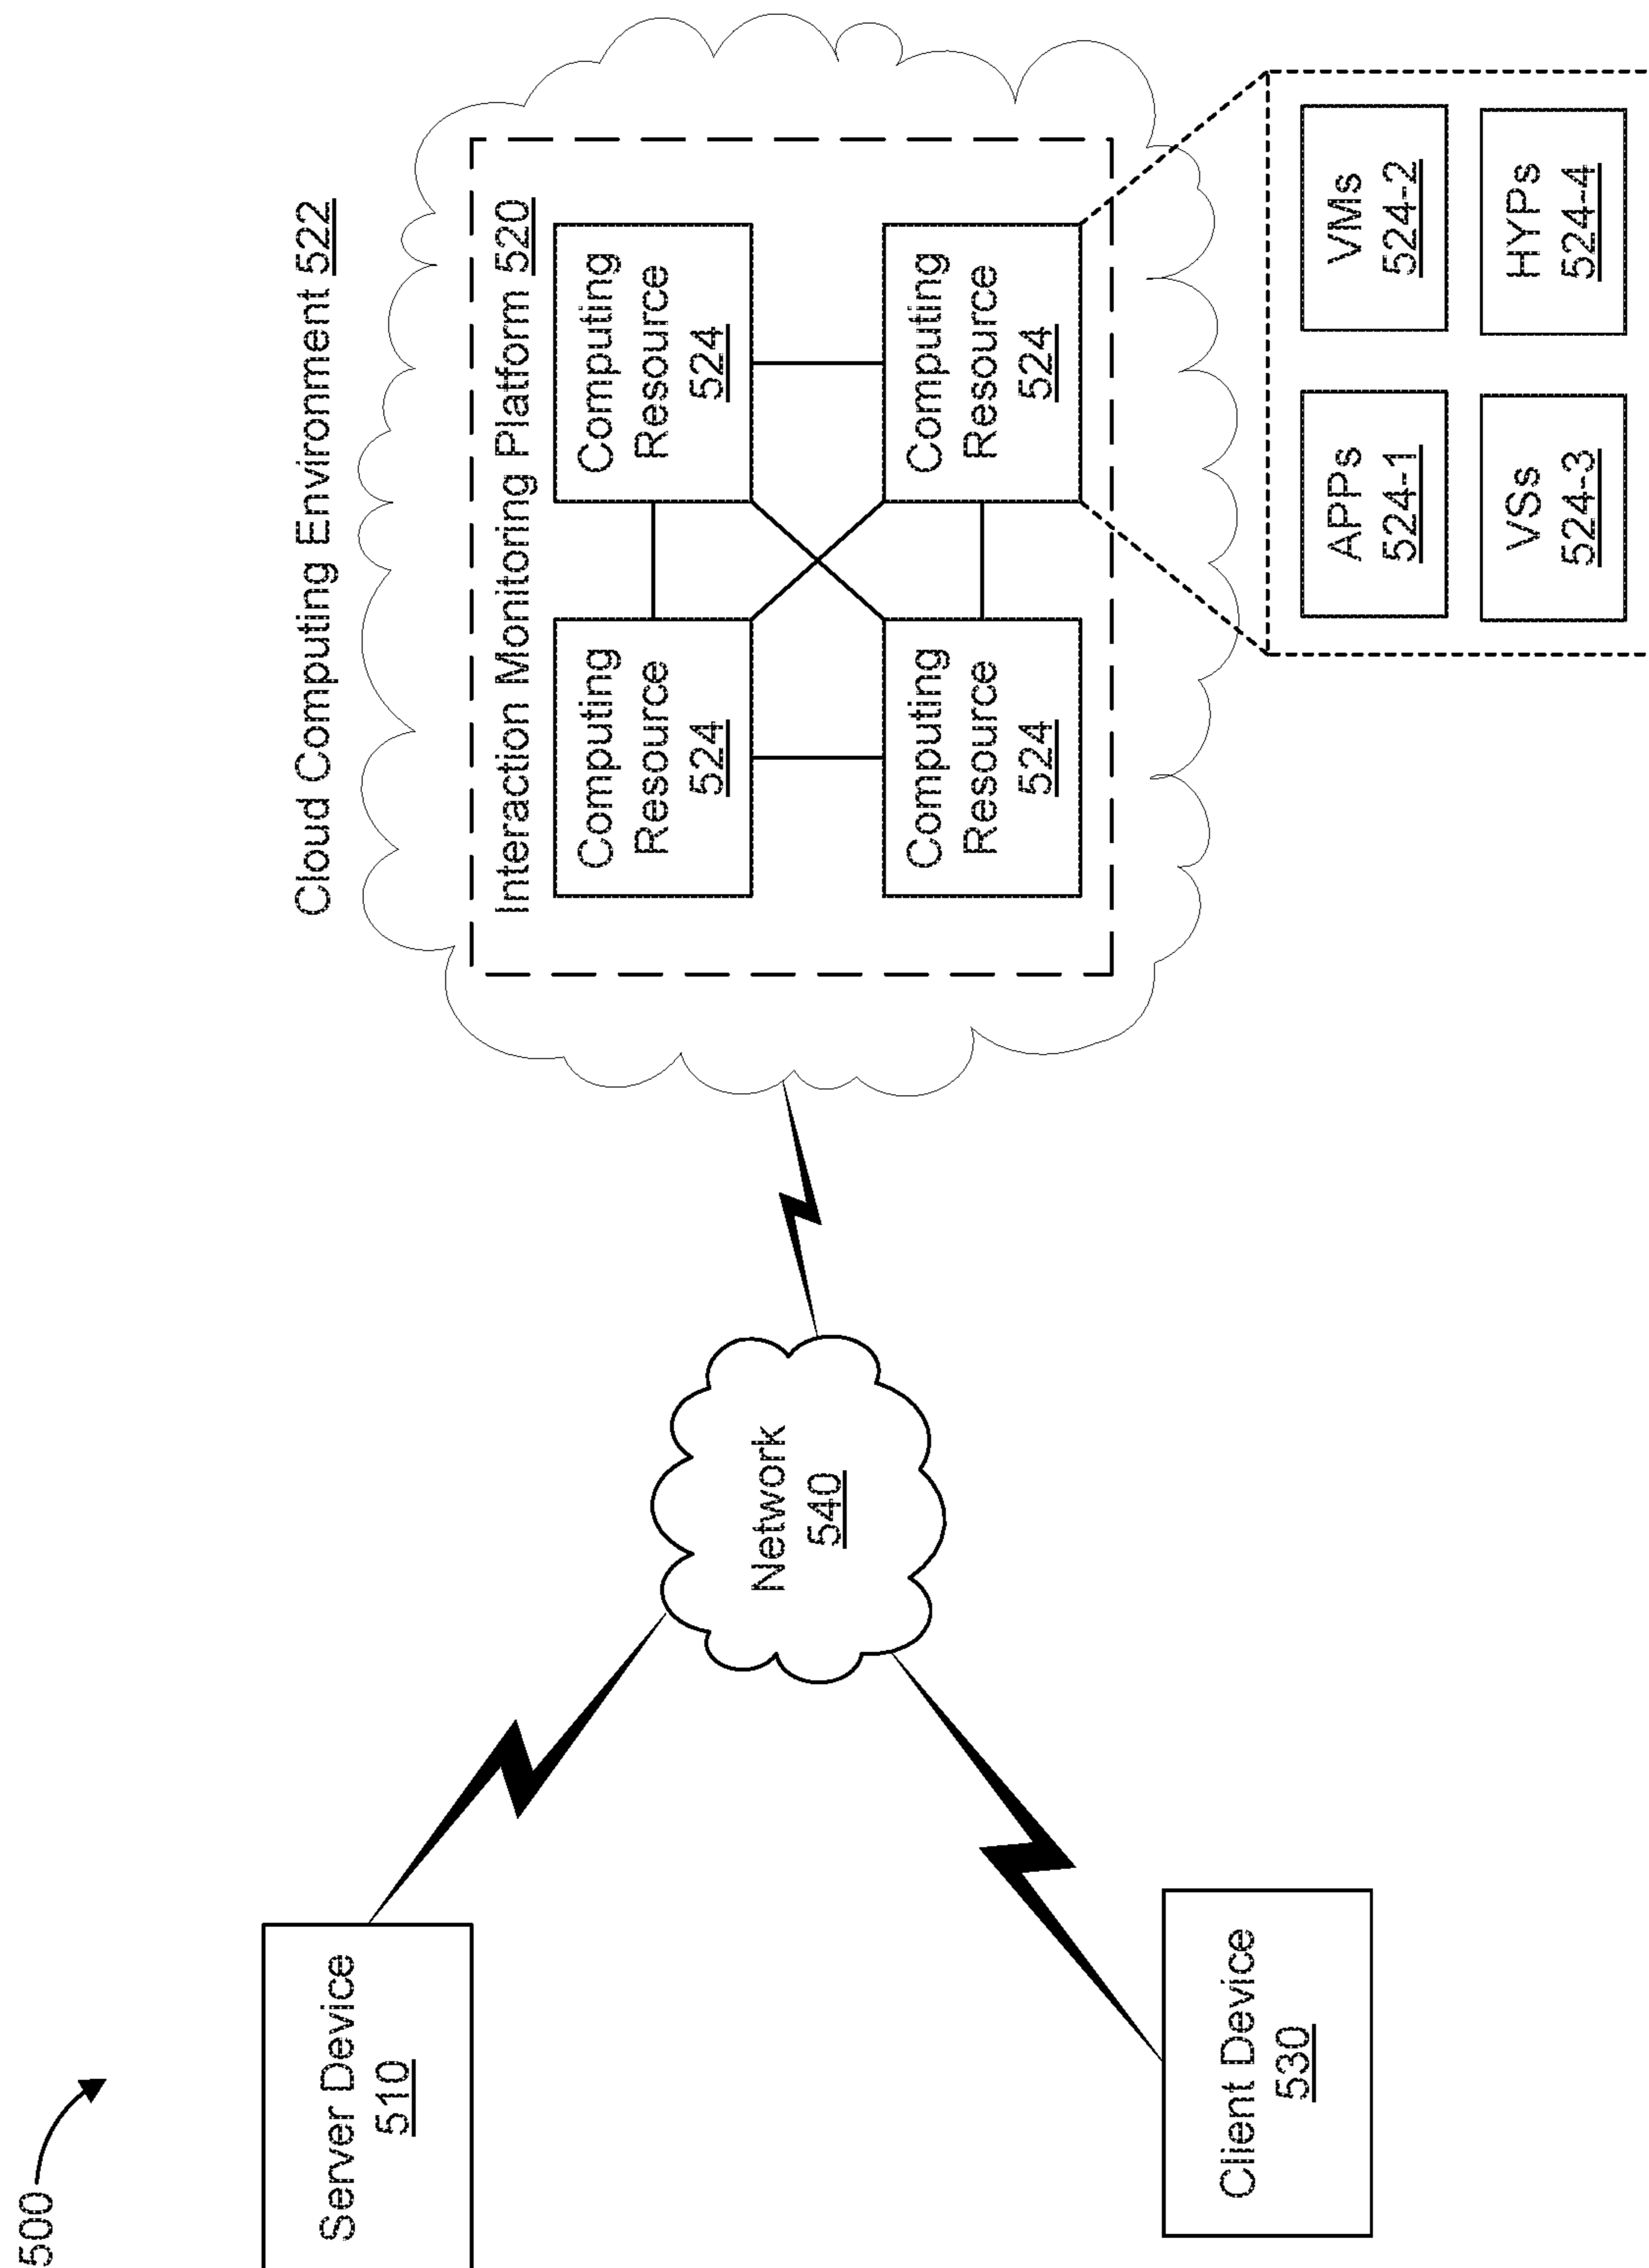 500
Cloud Computing Environment 522
Interaction Monitoring Platform 520
Server Device
510
Computing
Resource
524
Computing
Resource
524
Network
540
Computing
Resource
524
Computing
Resource
524
Client Device
530
APPs
524-1
VMs
524-2
VSs
524-3
HYPs
524-4